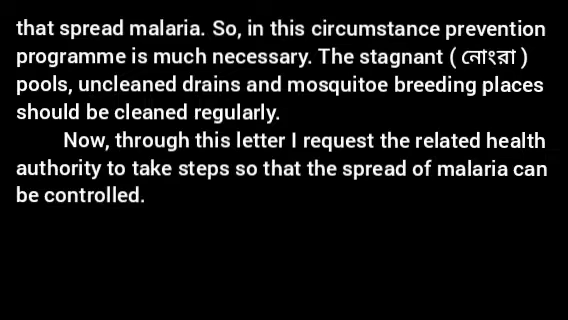 that spread malaria. So, in this circumstance prevention
programme is much necessary. The stagnant ( নোংরা )
pools, uncleaned drains and mosquitoe breeding places
should be cleaned regularly.
Now, through this letter I request the related health
authority to take steps so that the spread of malaria can
be controlled.